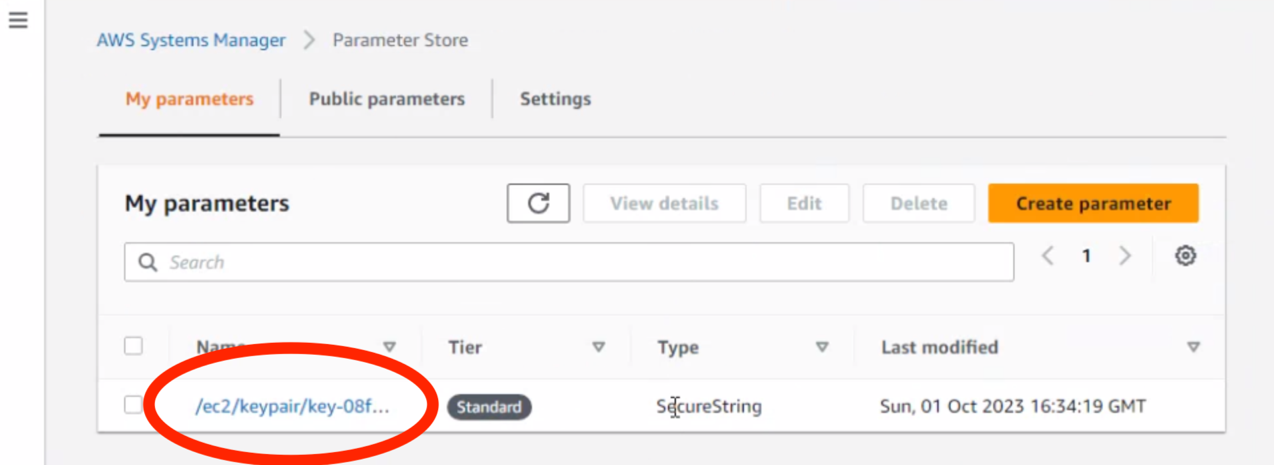 AWS Systems Manager > Parameter Store
My parameters Public parameters Settings
My parameters View details Edit Delete Create parameter
Search
1
Name Tier Type Last modified
/ec2/keypair/key-08f... Standard SecureString Sun, 01 Oct 2023 16:34:19 GMT